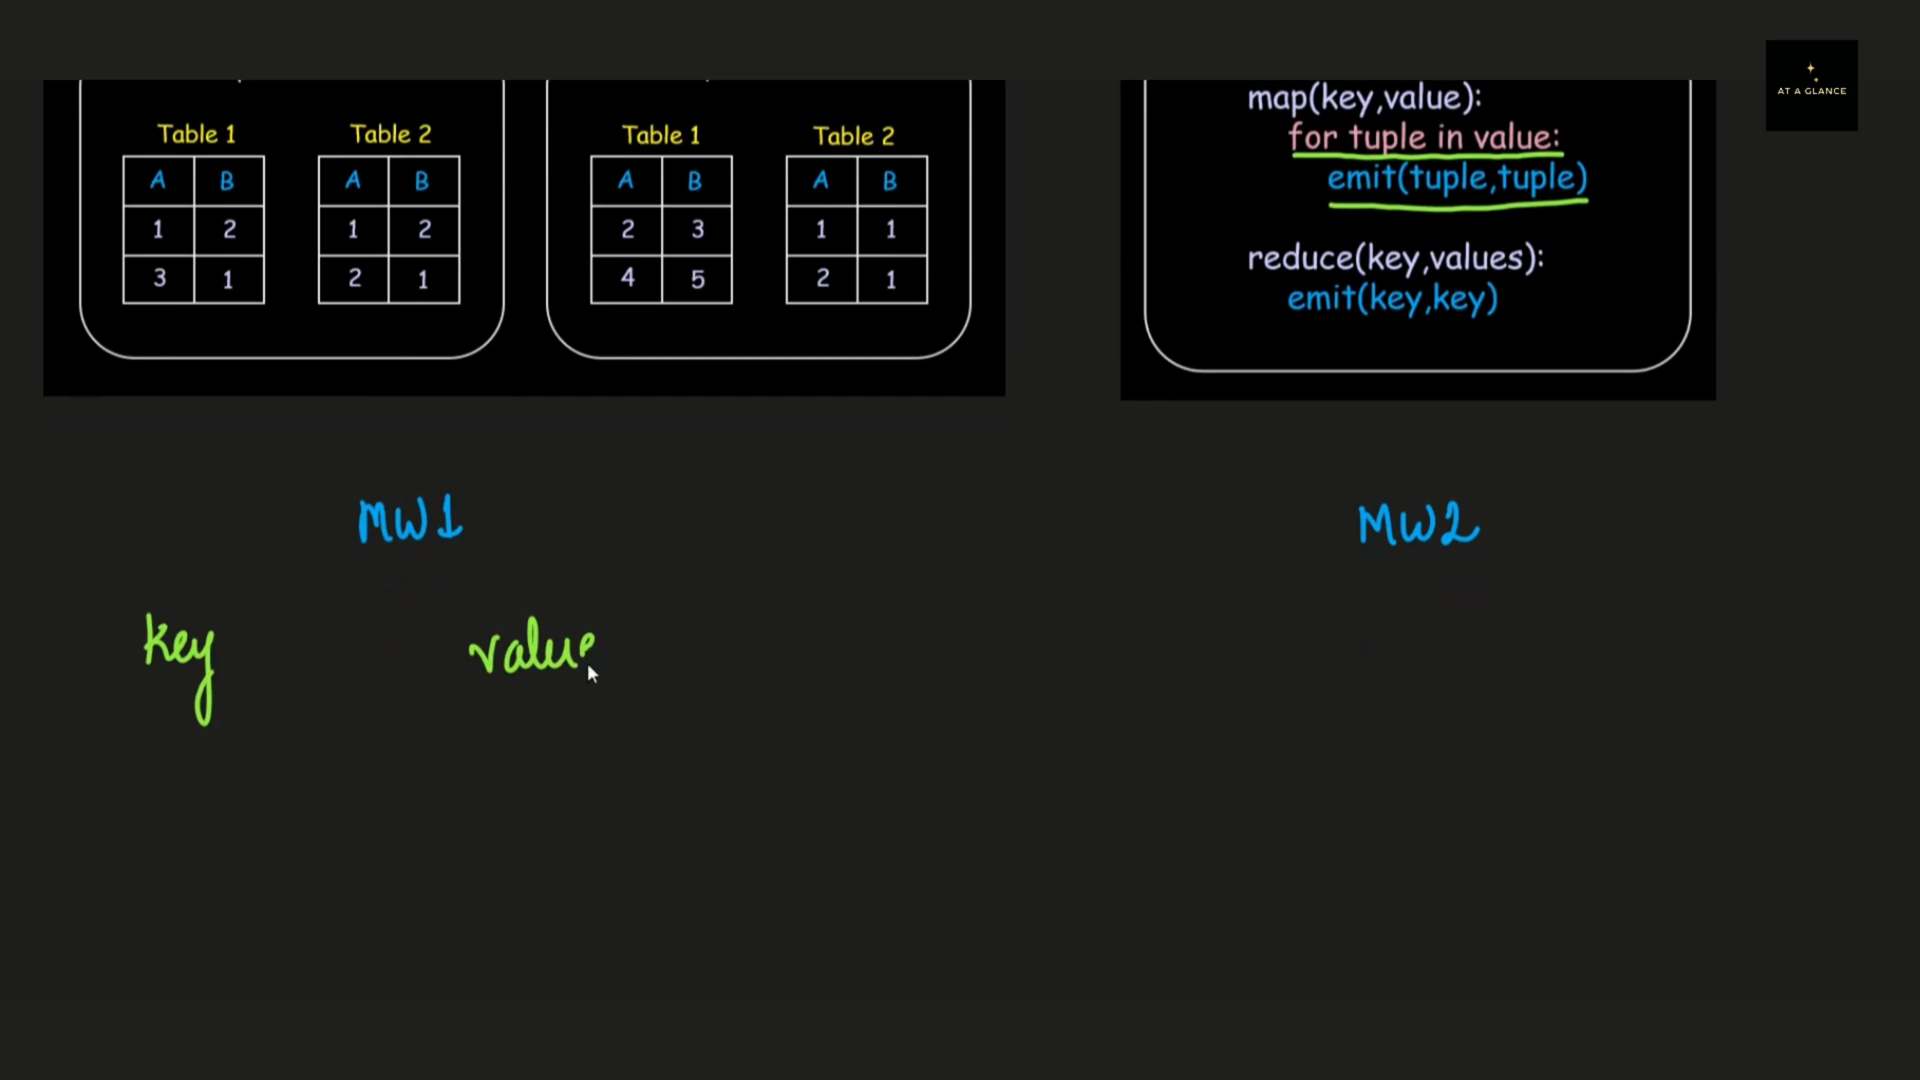 AT A GLANCE
Table 1 Table 2
A B A B
1 2 1 2
3 1 2 1
Table 1 Table 2
A B A B
2 3 1 1
4 5 2 1
map(key,value):
for tuple in value:
emit(tuple,tuple)
reduce(key,values):
emit(key,key)
MW1
MW2
key value